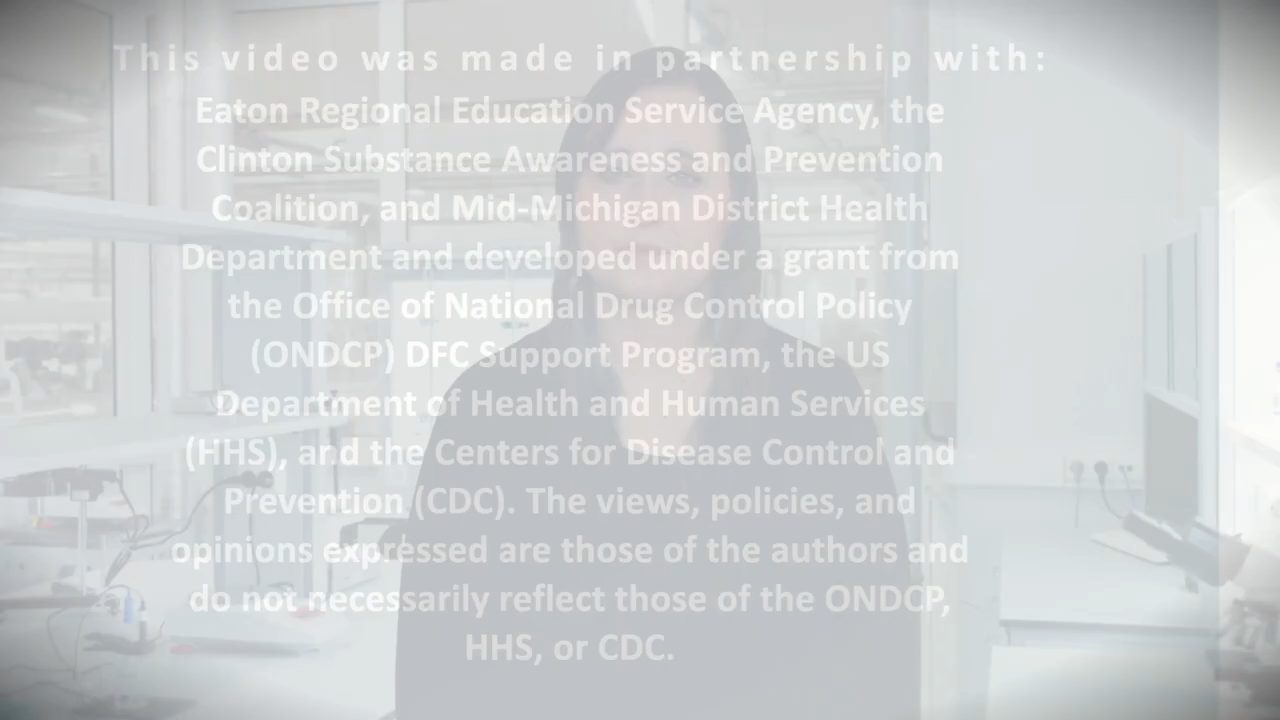 This video was made in partnership with:
Eaton Regional Education Service Agency, the
Clinton Substance Awareness and Prevention
Coalition, and Mid-Michigan District Health
Department and developed under a grant from
the Office of National Drug Control Policy
(ONDCP) DFC Support Program, the US
Department of Health and Human Services
(HHS), and the Centers for Disease Control and
Prevention (CDC). The views, policies, and
opinions expressed are those of the authors and
do not necessarily reflect those of the ONDCP,
HHS, or CDC.